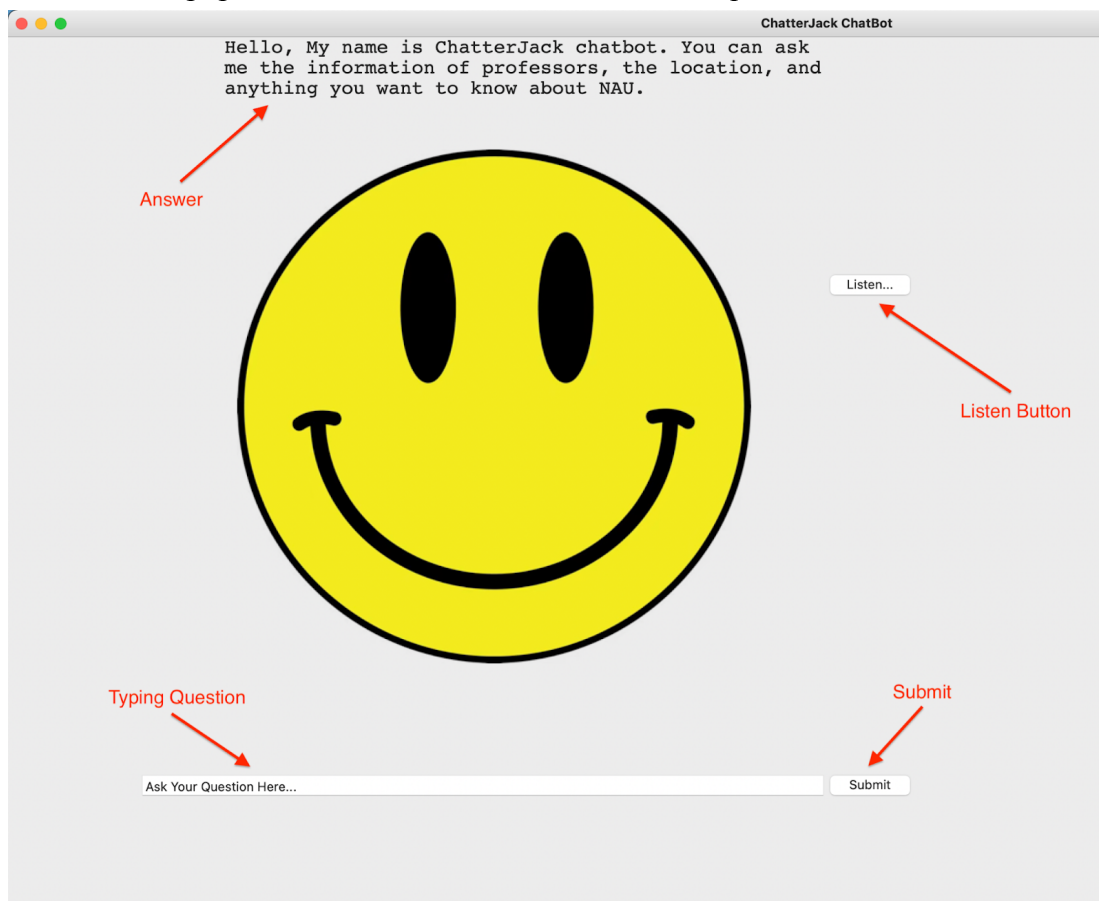 ChatterJack ChatBot
Hello, My name is ChatterJack chatbot. You can ask
me the information of professors, the location, and
anything you want to know about NAU.
Answer
Listen...
Listen Button
Typing Question
Submit
Ask Your Question Here...
Submit